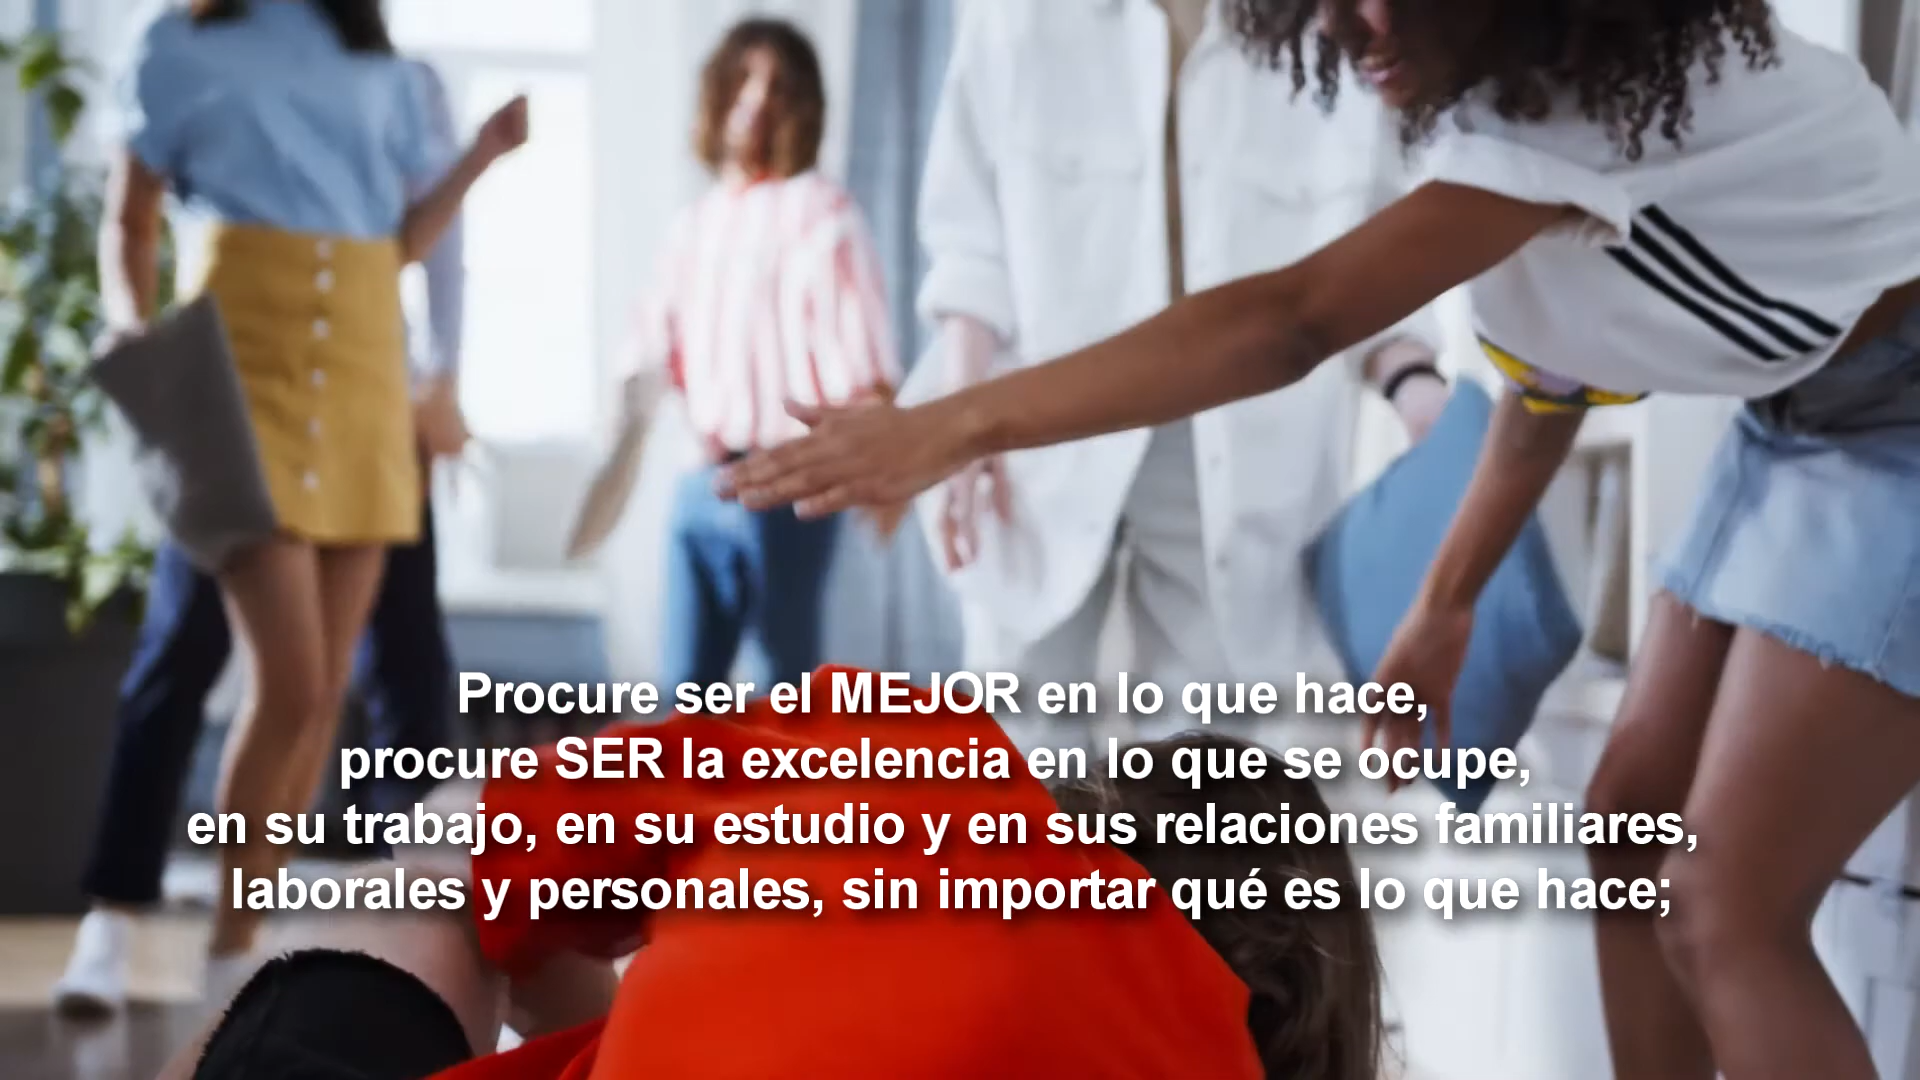 Procure ser el MEJOR en lo que hace,
procure SER la excelencia en lo que se ocupe,
en su trabajo, en su estudio y en sus relaciones familiares,
laborales y personales, sin importar qué es lo que hace;